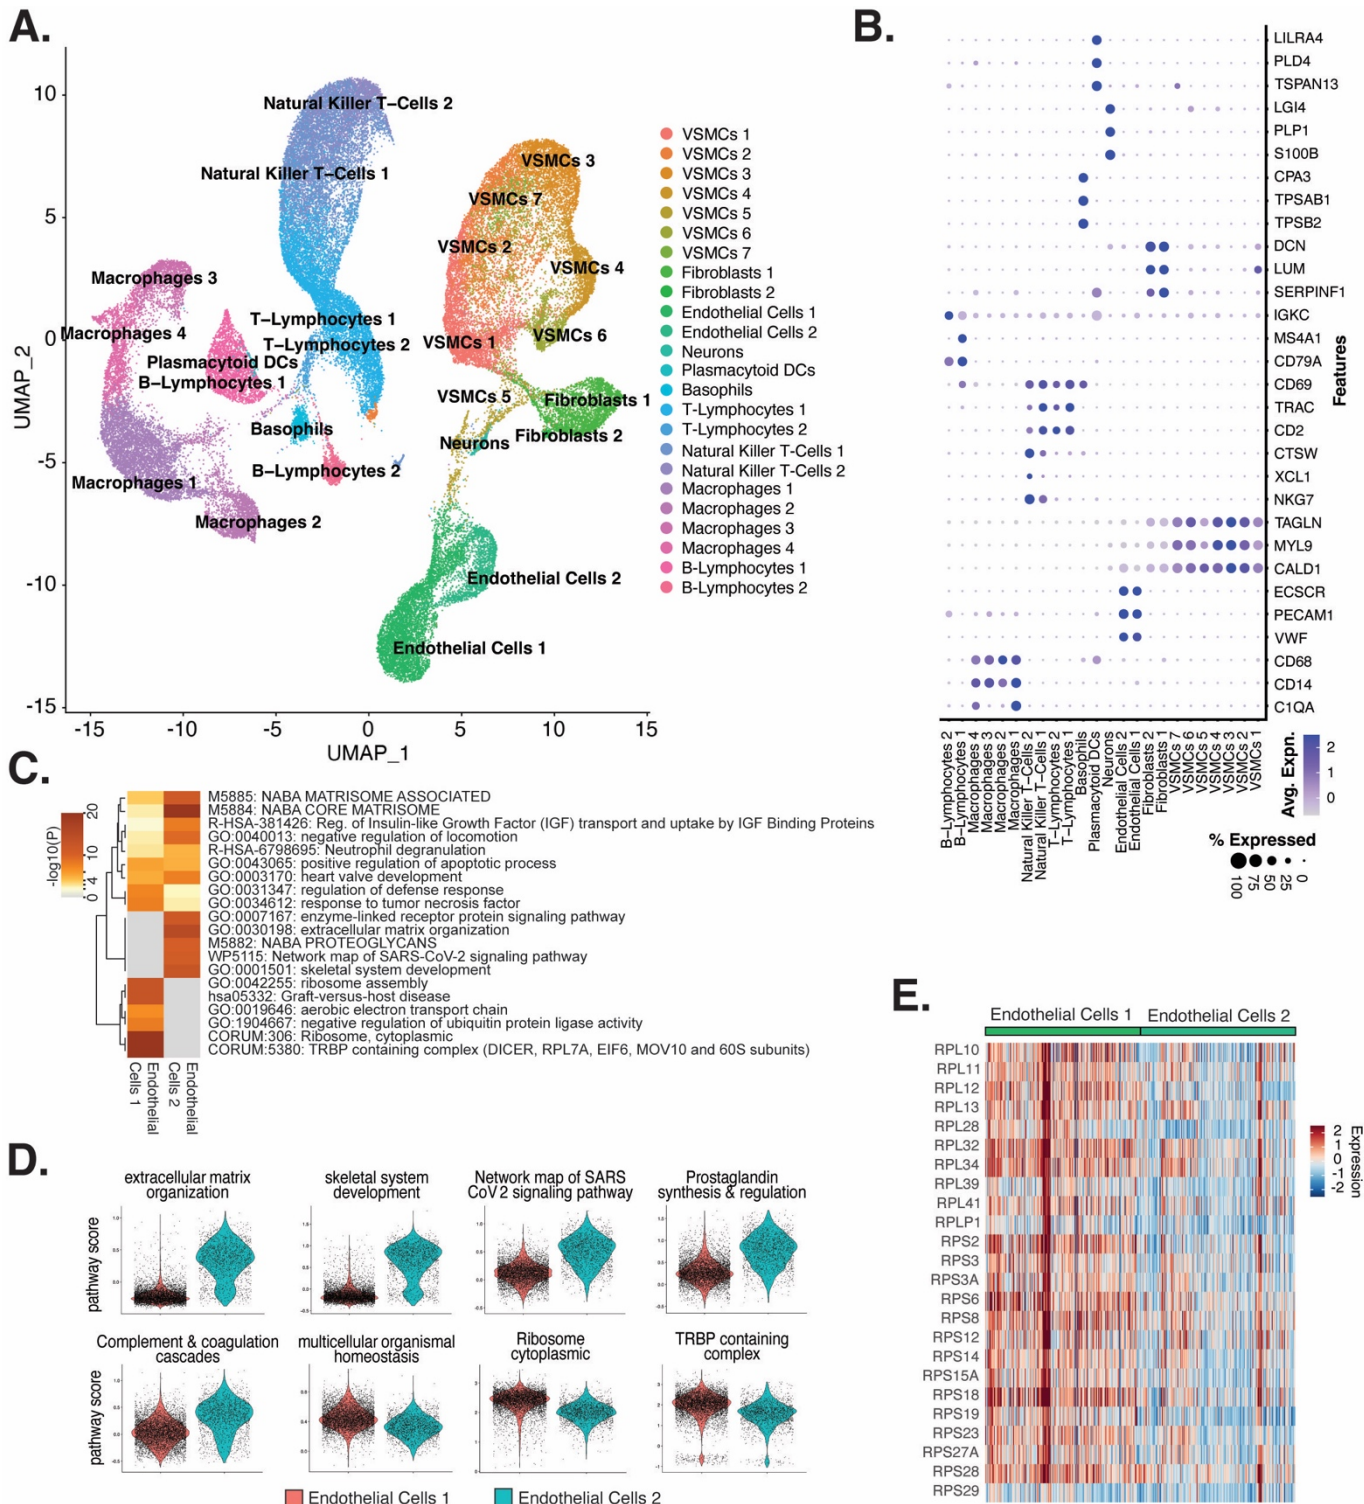 A.
10
5
0
-5
-10
-15
UMAP_2
-15
-10
-5
0
5
10
15
UMAP_1
Natural Killer T–Cells 2
Natural Killer T–Cells 1
VSMCs 3
VSMCs 7
VSMCs 2
VSMCs 4
Macrophages 3
T–Lymphocytes 1
Macrophages 4
T–Lymphocytes 2
VSMCs 1
VSMCs 6
Plasmacytoid DCs
B–Lymphocytes 1
VSMCs 5
Fibroblasts 1
Basophils
Fibroblasts 2
Neurons
B–Lymphocytes 2
Macrophages 1
Macrophages 2
Endothelial Cells 2
Endothelial Cells 1
VSMCs 1
VSMCs 2
VSMCs 3
VSMCs 4
VSMCs 5
VSMCs 6
VSMCs 7
Fibroblasts 1
Fibroblasts 2
Endothelial Cells 1
Endothelial Cells 2
Neurons
Plasmacytoid DCs
Basophils
T-Lymphocytes 1
T-Lymphocytes 2
Natural Killer T-Cells 1
Natural Killer T-Cells 2
Macrophages 1
Macrophages 2
Macrophages 3
Macrophages 4
B-Lymphocytes 1
B-Lymphocytes 2
B.
LILRA4
PLD4
TSPAN13
LGI4
PLP1
S100B
CPA3
TPSAB1
TPSB2
DCN
LUM
SERPINF1
IGKC
MS4A1
CD79A
CD69
TRAC
CD2
CTSW
XCL1
NKG7
TAGLN
MYL9
CALD1
ECSCR
PECAM1
VWF
CD68
CD14
C1QA
Features
B–Lymphocytes 2
B–Lymphocytes 1
Macrophages 4
Macrophages 3
Macrophages 2
Macrophages 1
Natural Killer T–Cells 2
Natural Killer T–Cells 1
T–Lymphocytes 2
T–Lymphocytes 1
Basophils
Plasmacytoid DCs
Neurons
Endothelial Cells 2
Endothelial Cells 1
Fibroblasts 2
Fibroblasts 1
VSMCs 7
VSMCs 6
VSMCs 5
VSMCs 4
VSMCs 3
VSMCs 2
VSMCs 1
Avg. Expn.
2
1
0
% Expressed
100
75
50
25
0
C.
-log10(P)
20
10
4
0
M5885: NABA MATRISOME ASSOCIATED
M5884: NABA CORE MATRISOME
R-HSA-381426: Reg. of Insulin-like Growth Factor (IGF) transport and uptake by IGF Binding Proteins
GO:0040013: negative regulation of locomotion
R-HSA-6798695: Neutrophil degranulation
GO:0043065: positive regulation of apoptotic process
GO:0003170: heart valve development
GO:0031347: regulation of defense response
GO:0034612: response to tumor necrosis factor
GO:0007167: enzyme-linked receptor protein signaling pathway
GO:0030198: extracellular matrix organization
M5882: NABA PROTEOGLYCANS
WP5115: Network map of SARS-CoV-2 signaling pathway
GO:0001501: skeletal system development
GO:0042255: ribosome assembly
hsa05332: Graft-versus-host disease
GO:0019646: aerobic electron transport chain
GO:1904667: negative regulation of ubiquitin protein ligase activity
CORUM:306: Ribosome, cytoplasmic
CORUM:5380: TRBP containing complex (DICER, RPL7A, EIF6, MOV10 and 60S subunits)
Endothelial
Cells 1
Endothelial
Cells 2
D.
extracellular matrix
organization
skeletal system
development
Network map of SARS
CoV 2 signaling pathway
Prostaglandin
synthesis & regulation
pathway score
Complement & coagulation
cascades
multicellular organismal
homeostasis
Ribosome
cytoplasmic
TRBP containing
complex
pathway score
Endothelial Cells 1
Endothelial Cells 2
E.
Endothelial Cells 1
Endothelial Cells 2
RPL10
RPL11
RPL12
RPL13
RPL28
RPL32
RPL34
RPL39
RPL41
RPLP1
RPS2
RPS3
RPS3A
RPS6
RPS8
RPS12
RPS14
RPS15A
RPS18
RPS19
RPS23
RPS27A
RPS28
RPS29
2
1
0
-1
-2
Expression